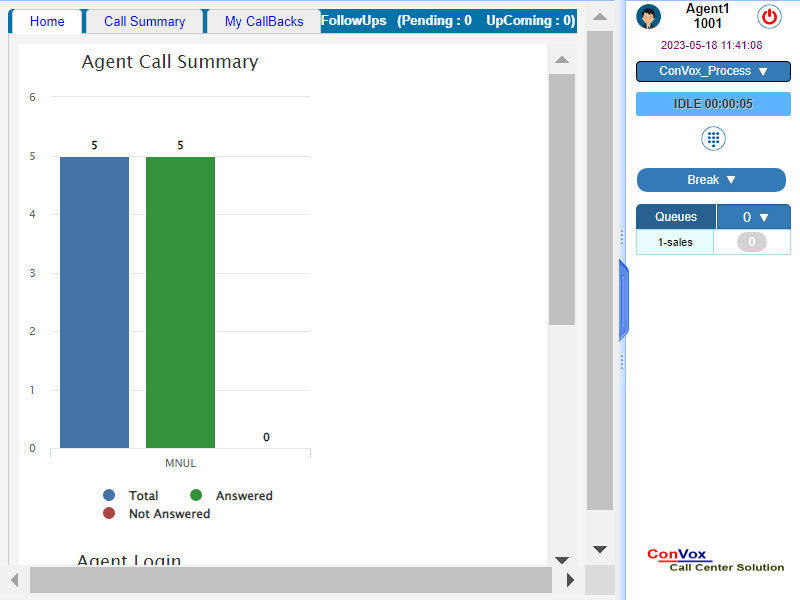 Home Call Summary My CallBacks FollowUps (Pending : 0 UpComing : 0)
Agent Call Summary
6
5
4
3
2
1
0
5 5 0
MNUL
Total Answered
Not Answered
Agent Login
Agent1
1001
2023-05-18 11:41:08
ConVox_Process ▼
IDLE 00:00:05
Break ▼
Queues 0 ▼
1-sales 0
ConVox
Call Center Solution